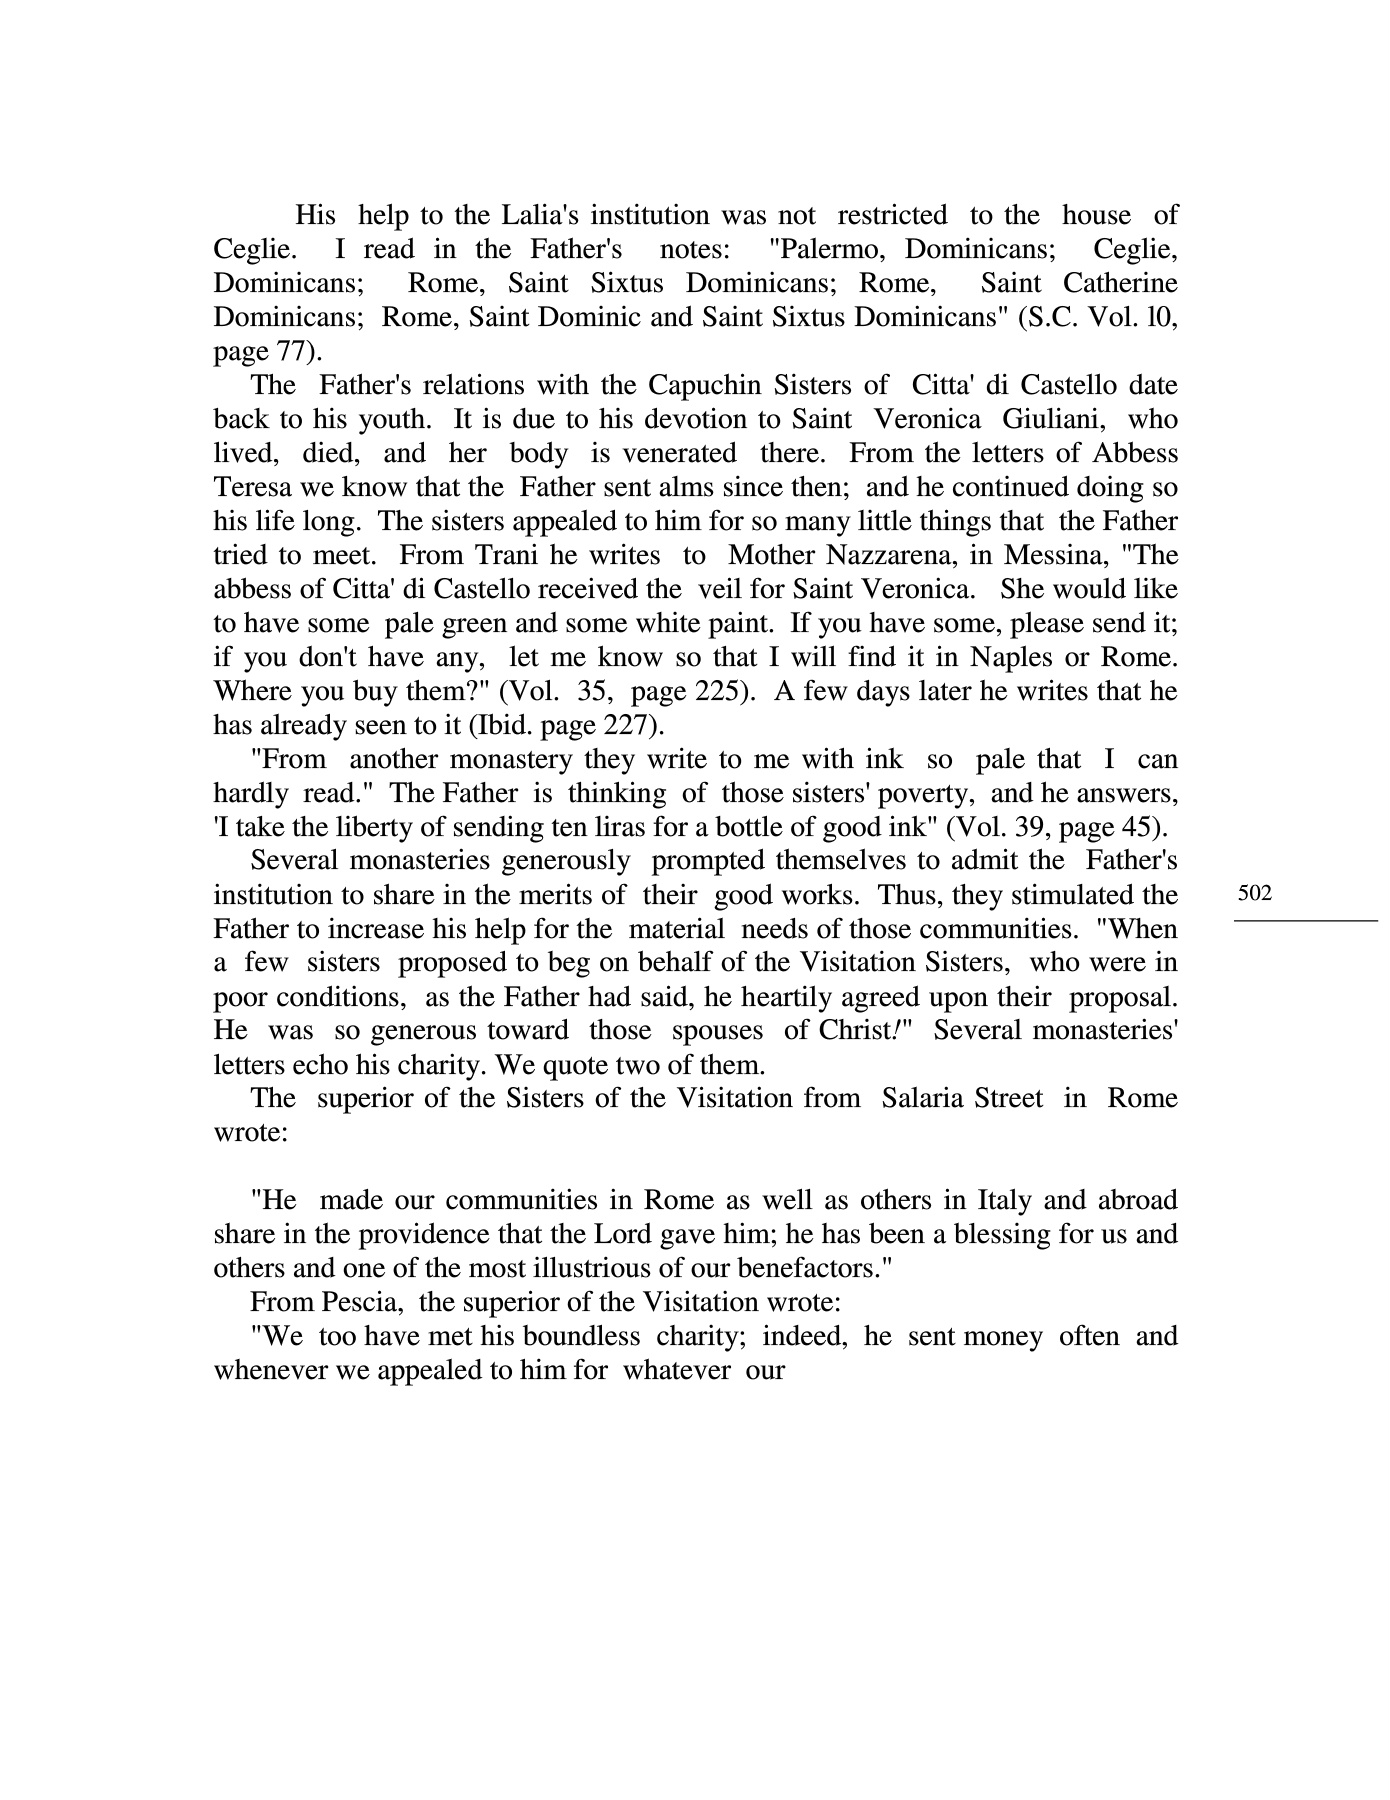 His help to the Lalia's institution was not restricted to the house of
Ceglie. I read in the Father's notes: "Palermo, Dominicans; Ceglie,
Dominicans; Rome, Saint Sixtus Dominicans; Rome, Saint Catherine
Dominicans; Rome, Saint Dominic and Saint Sixtus Dominicans" (S.C. Vol. l0,
page 77).
The Father's relations with the Capuchin Sisters of Citta' di Castello date
back to his youth. It is due to his devotion to Saint Veronica Giuliani, who
lived, died, and her body is venerated there. From the letters of Abbess
Teresa we know that the Father sent alms since then; and he continued doing so
his life long. The sisters appealed to him for so many little things that the Father
tried to meet. From Trani he writes to Mother Nazzarena, in Messina, "The
abbess of Citta' di Castello received the veil for Saint Veronica. She would like
to have some pale green and some white paint. If you have some, please send it;
if you don't have any, let me know so that I will find it in Naples or Rome.
Where you buy them?" (Vol. 35, page 225). A few days later he writes that he
has already seen to it (Ibid. page 227).
"From another monastery they write to me with ink so pale that I can
hardly read." The Father is thinking of those sisters' poverty, and he answers,
'I take the liberty of sending ten liras for a bottle of good ink" (Vol. 39, page 45).
Several monasteries generously prompted themselves to admit the Father's
institution to share in the merits of their good works. Thus, they stimulated the
Father to increase his help for the material needs of those communities. "When
a few sisters proposed to beg on behalf of the Visitation Sisters, who were in
poor conditions, as the Father had said, he heartily agreed upon their proposal.
He was so generous toward those spouses of Christ!" Several monasteries'
letters echo his charity. We quote two of them.
The superior of the Sisters of the Visitation from Salaria Street in Rome
wrote:
"He made our communities in Rome as well as others in Italy and abroad
share in the providence that the Lord gave him; he has been a blessing for us and
others and one of the most illustrious of our benefactors."
From Pescia, the superior of the Visitation wrote:
"We too have met his boundless charity; indeed, he sent money often and
whenever we appealed to him for whatever our
502